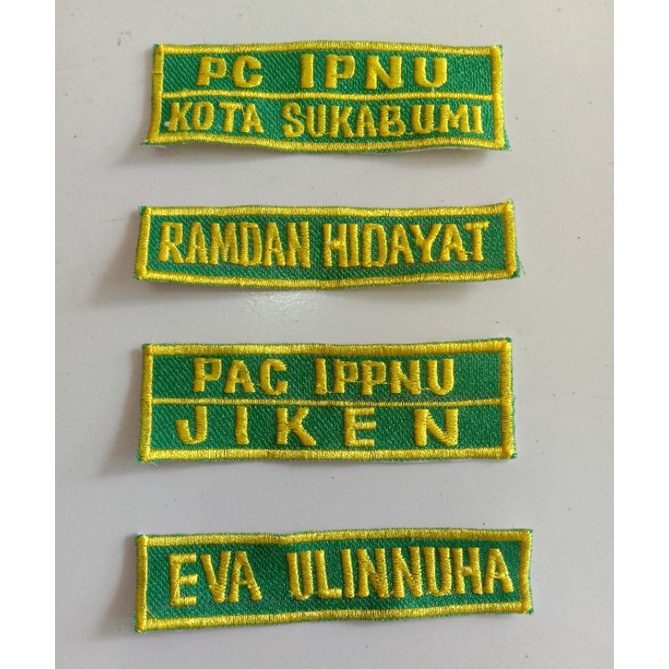 PC IPNU
KOTA SUKABUMI
RAMDAN HIDAYAT
PAC IPPNU
JIKEN
EVA ULINNUHA